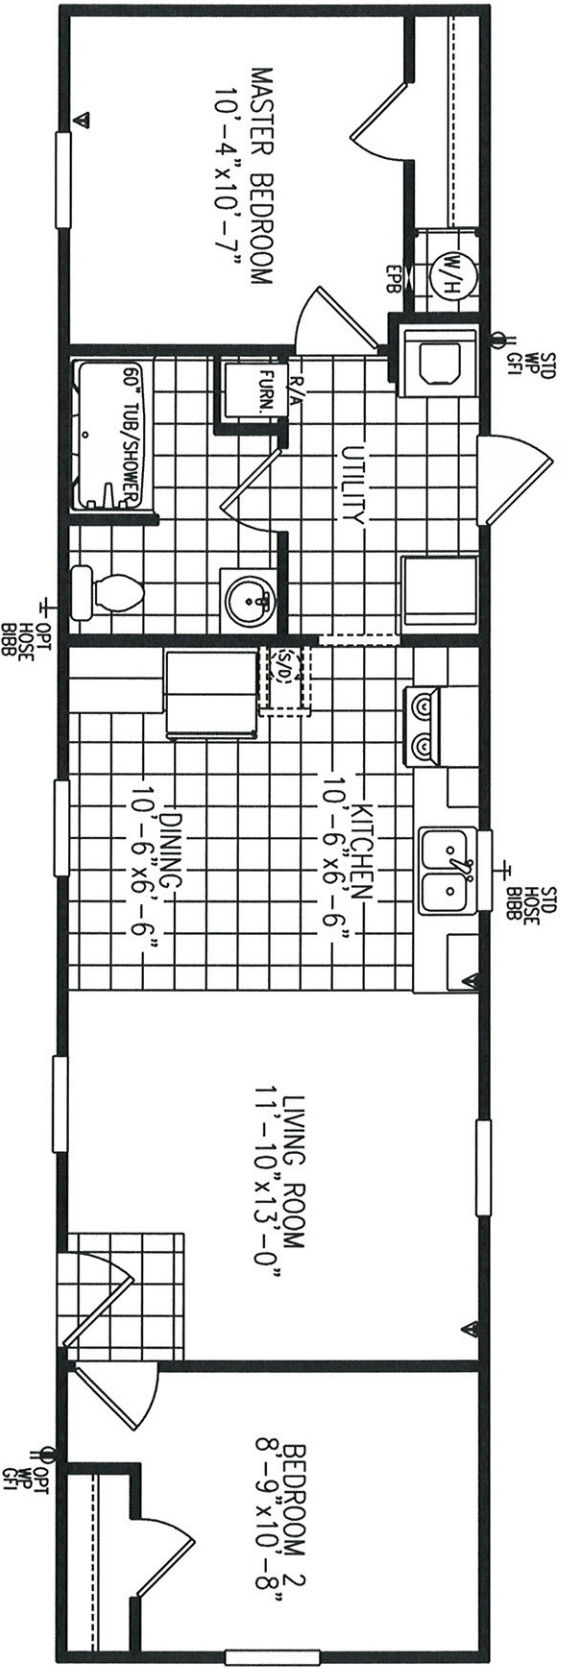 MASTER BEDROOM
10'-4"x10'-7"
W/H
EPB
STD
WP
GFI
R/A
FURN.
60" TUB/SHOWER
UTILITY
OPT
HOSE
BIBB
(S/D)
KITCHEN
10'-6"x6'-6"
DINING
10'-6"x6'-6"
STD
HOSE
BIBB
LIVING ROOM
11'-10"x13'-0"
OPT
WP
GFI
BEDROOM 2
8'-9"x10'-8"